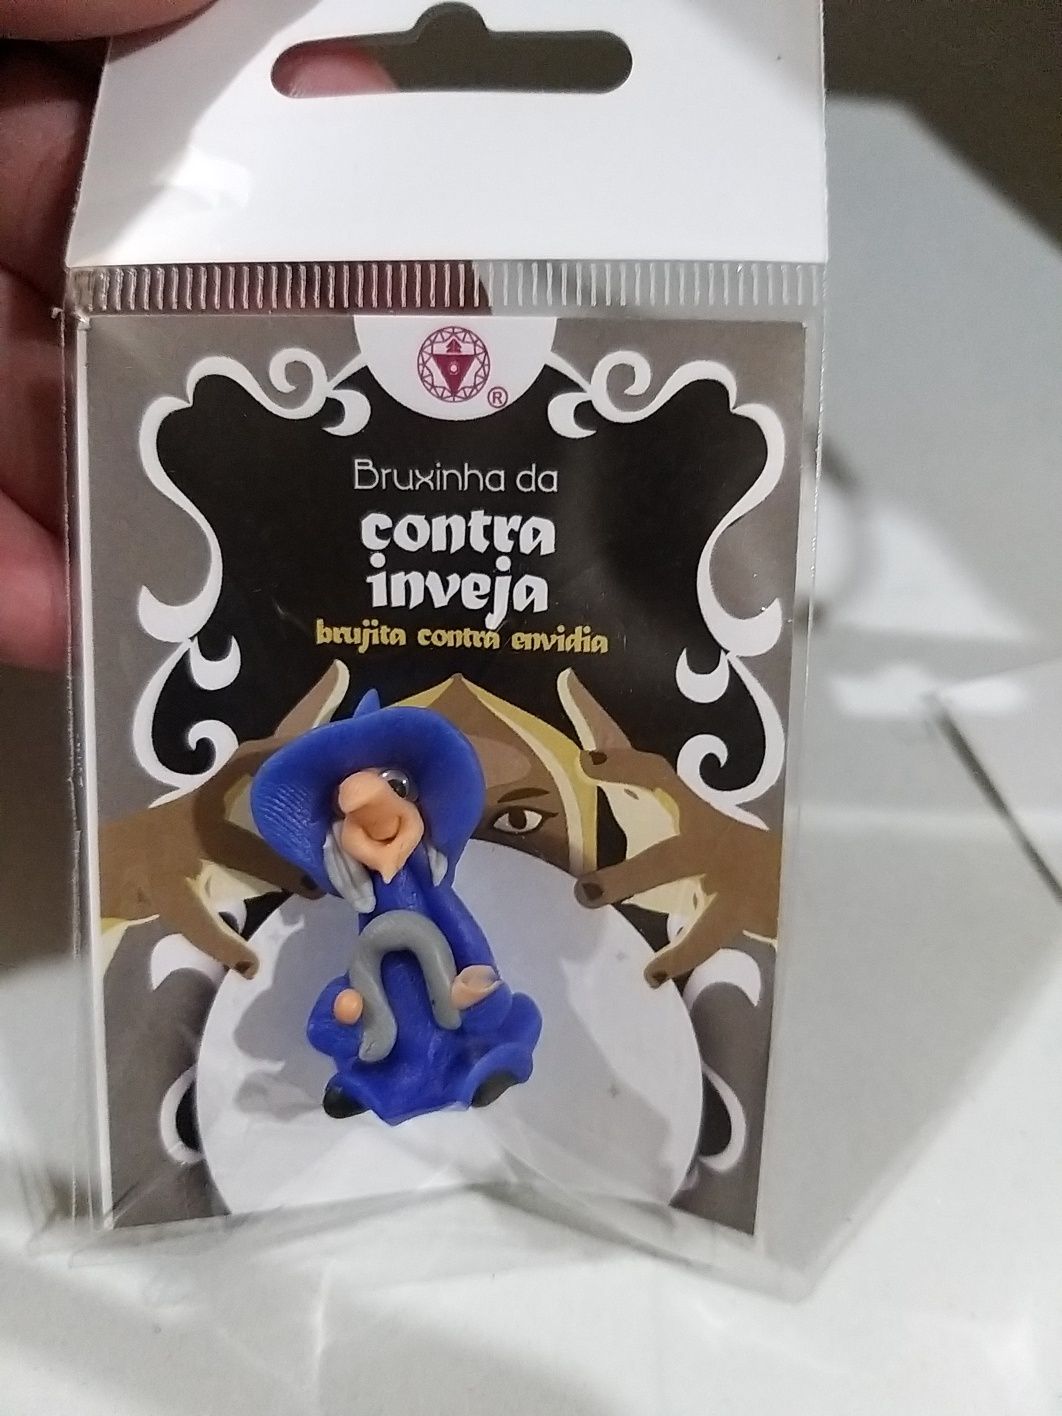 ®
Bruxinha da
contra
inveja
brujita contra envidia